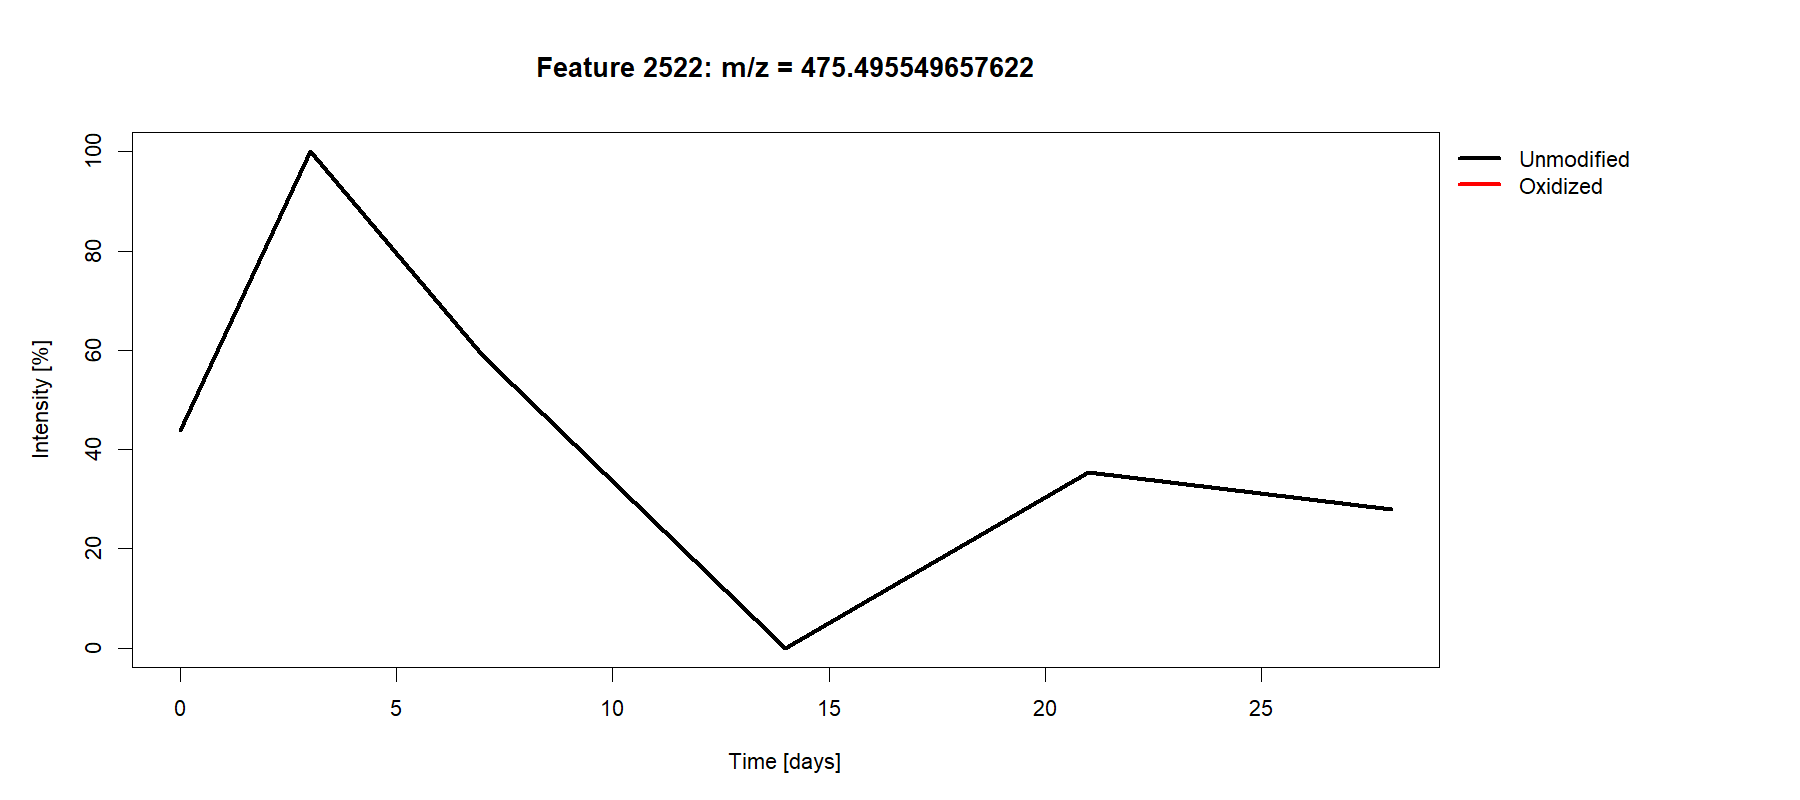 Feature 2522: m/z = 475.495549657622
Unmodified
Oxidized
Intensity [%]
100
80
60
40
20
0
0 5 10 15 20 25
Time [days]